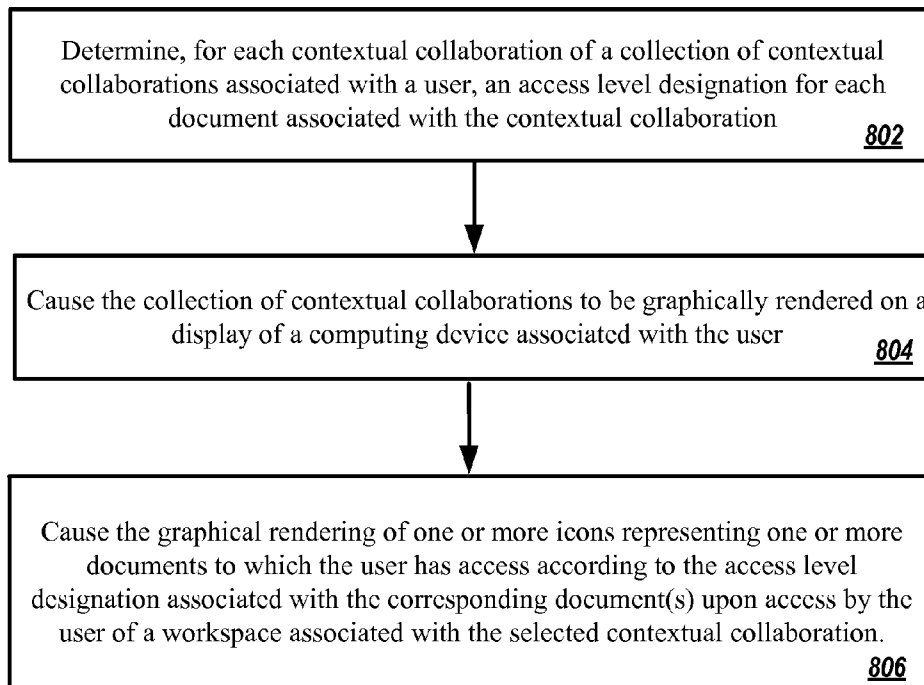 Determine, for each contextual collaboration of a collection of contextual
collaborations associated with a user, an access level designation for each
document associated with the contextual collaboration
802
Cause the collection of contextual collaborations to be graphically rendered on a
display of a computing device associated with the user
804
Cause the graphical rendering of one or more icons representing one or more
documents to which the user has access according to the access level
designation associated with the corresponding document(s) upon access by the
user of a workspace associated with the selected contextual collaboration.
806